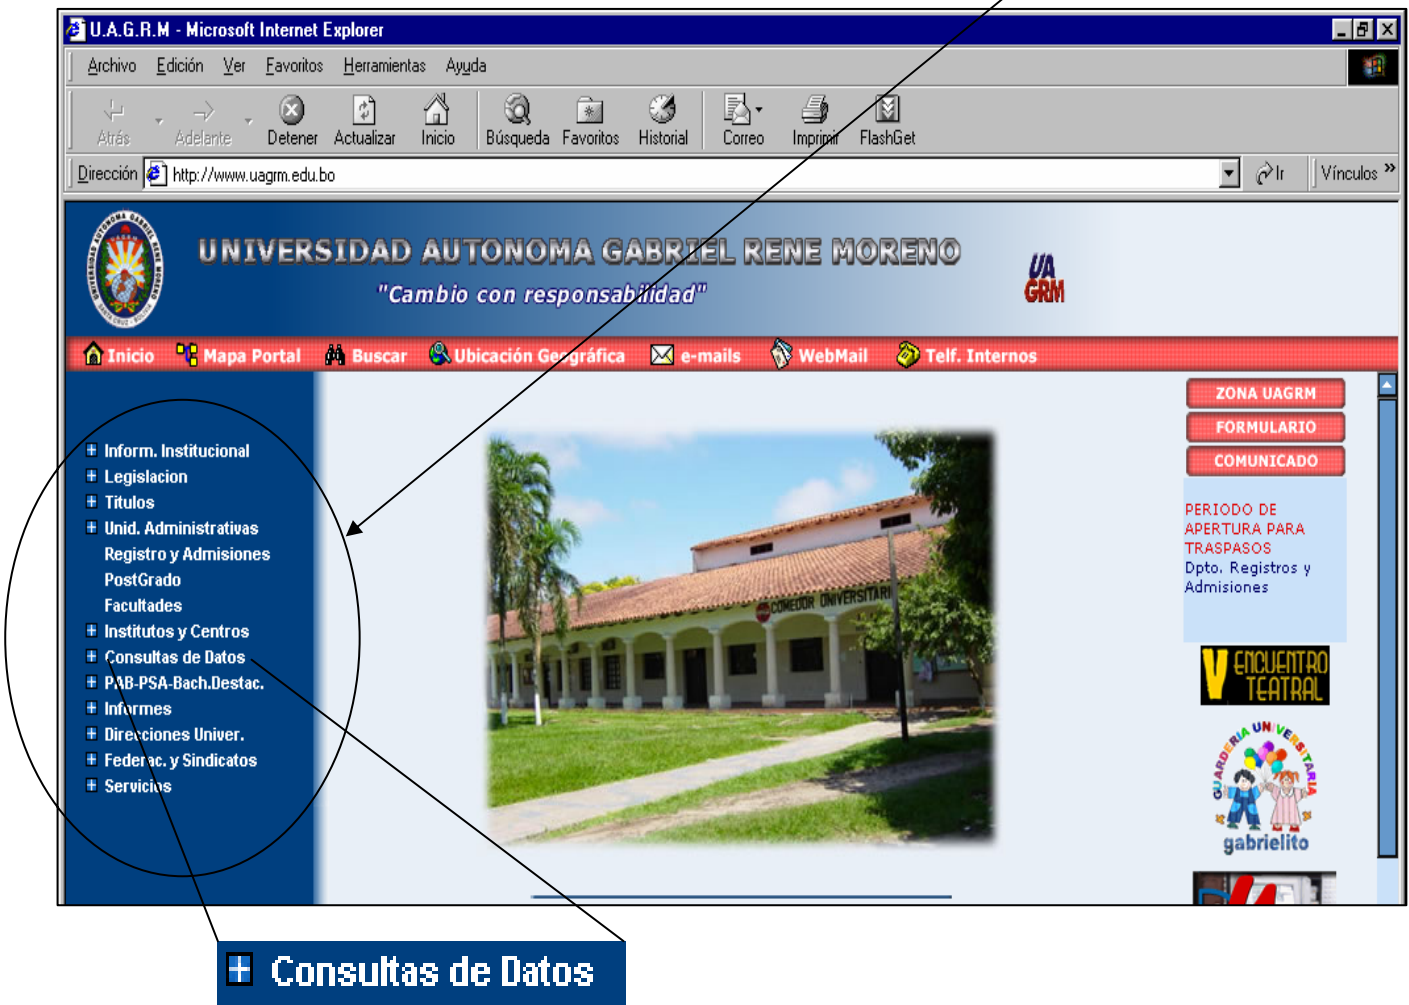 U.A.G.R.M - Microsoft Internet Explorer
Archivo Edición Ver Favoritos Herramientas Ayuda
Atrás Adelante Detener Actualizar Inicio Búsqueda Favoritos Historial Correo Imprimir FlashGet
Dirección http://www.uagrm.edu.bo Ir Vínculos »
UNIVERSIDAD AUTONOMA GABRIEL RENE MORENO
"Cambio con responsabilidad"
UA
GRM
Inicio Mapa Portal Buscar Ubicación Geográfica e-mails WebMail Telf. Internos
Inform. Institucional
Legislacion
Titulos
Unid. Administrativas
Registro y Admisiones
PostGrado
Facultades
Institutos y Centros
Consultas de Datos
PAB-PSA-Bach.Destac.
Informes
Direcciones Univer.
Federac. y Sindicatos
Servicios
COMEDOR UNIVERSITARI
ZONA UAGRM
FORMULARIO
COMUNICADO
PERIODO DE
APERTURA PARA
TRASPASOS
Dpto. Registros y
Admisiones
V ENCUENTRO
TEATRAL
GUARDERIA UNIVERSITARIA
gabrielito
Consultas de Datos